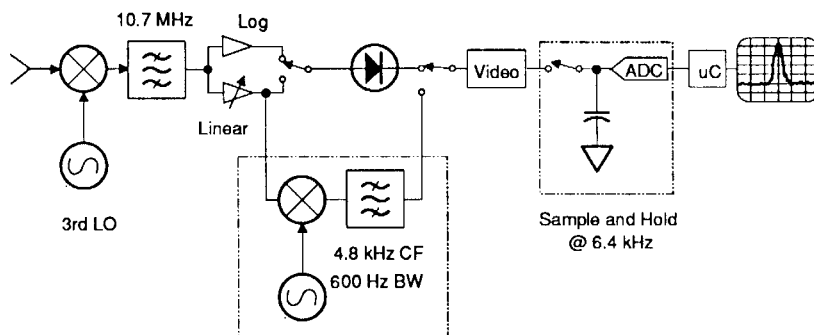 10.7 MHz
Log
Linear
3rd LO
Video
ADC
uC
4.8 kHz CF
600 Hz BW
Sample and Hold
@ 6.4 kHz